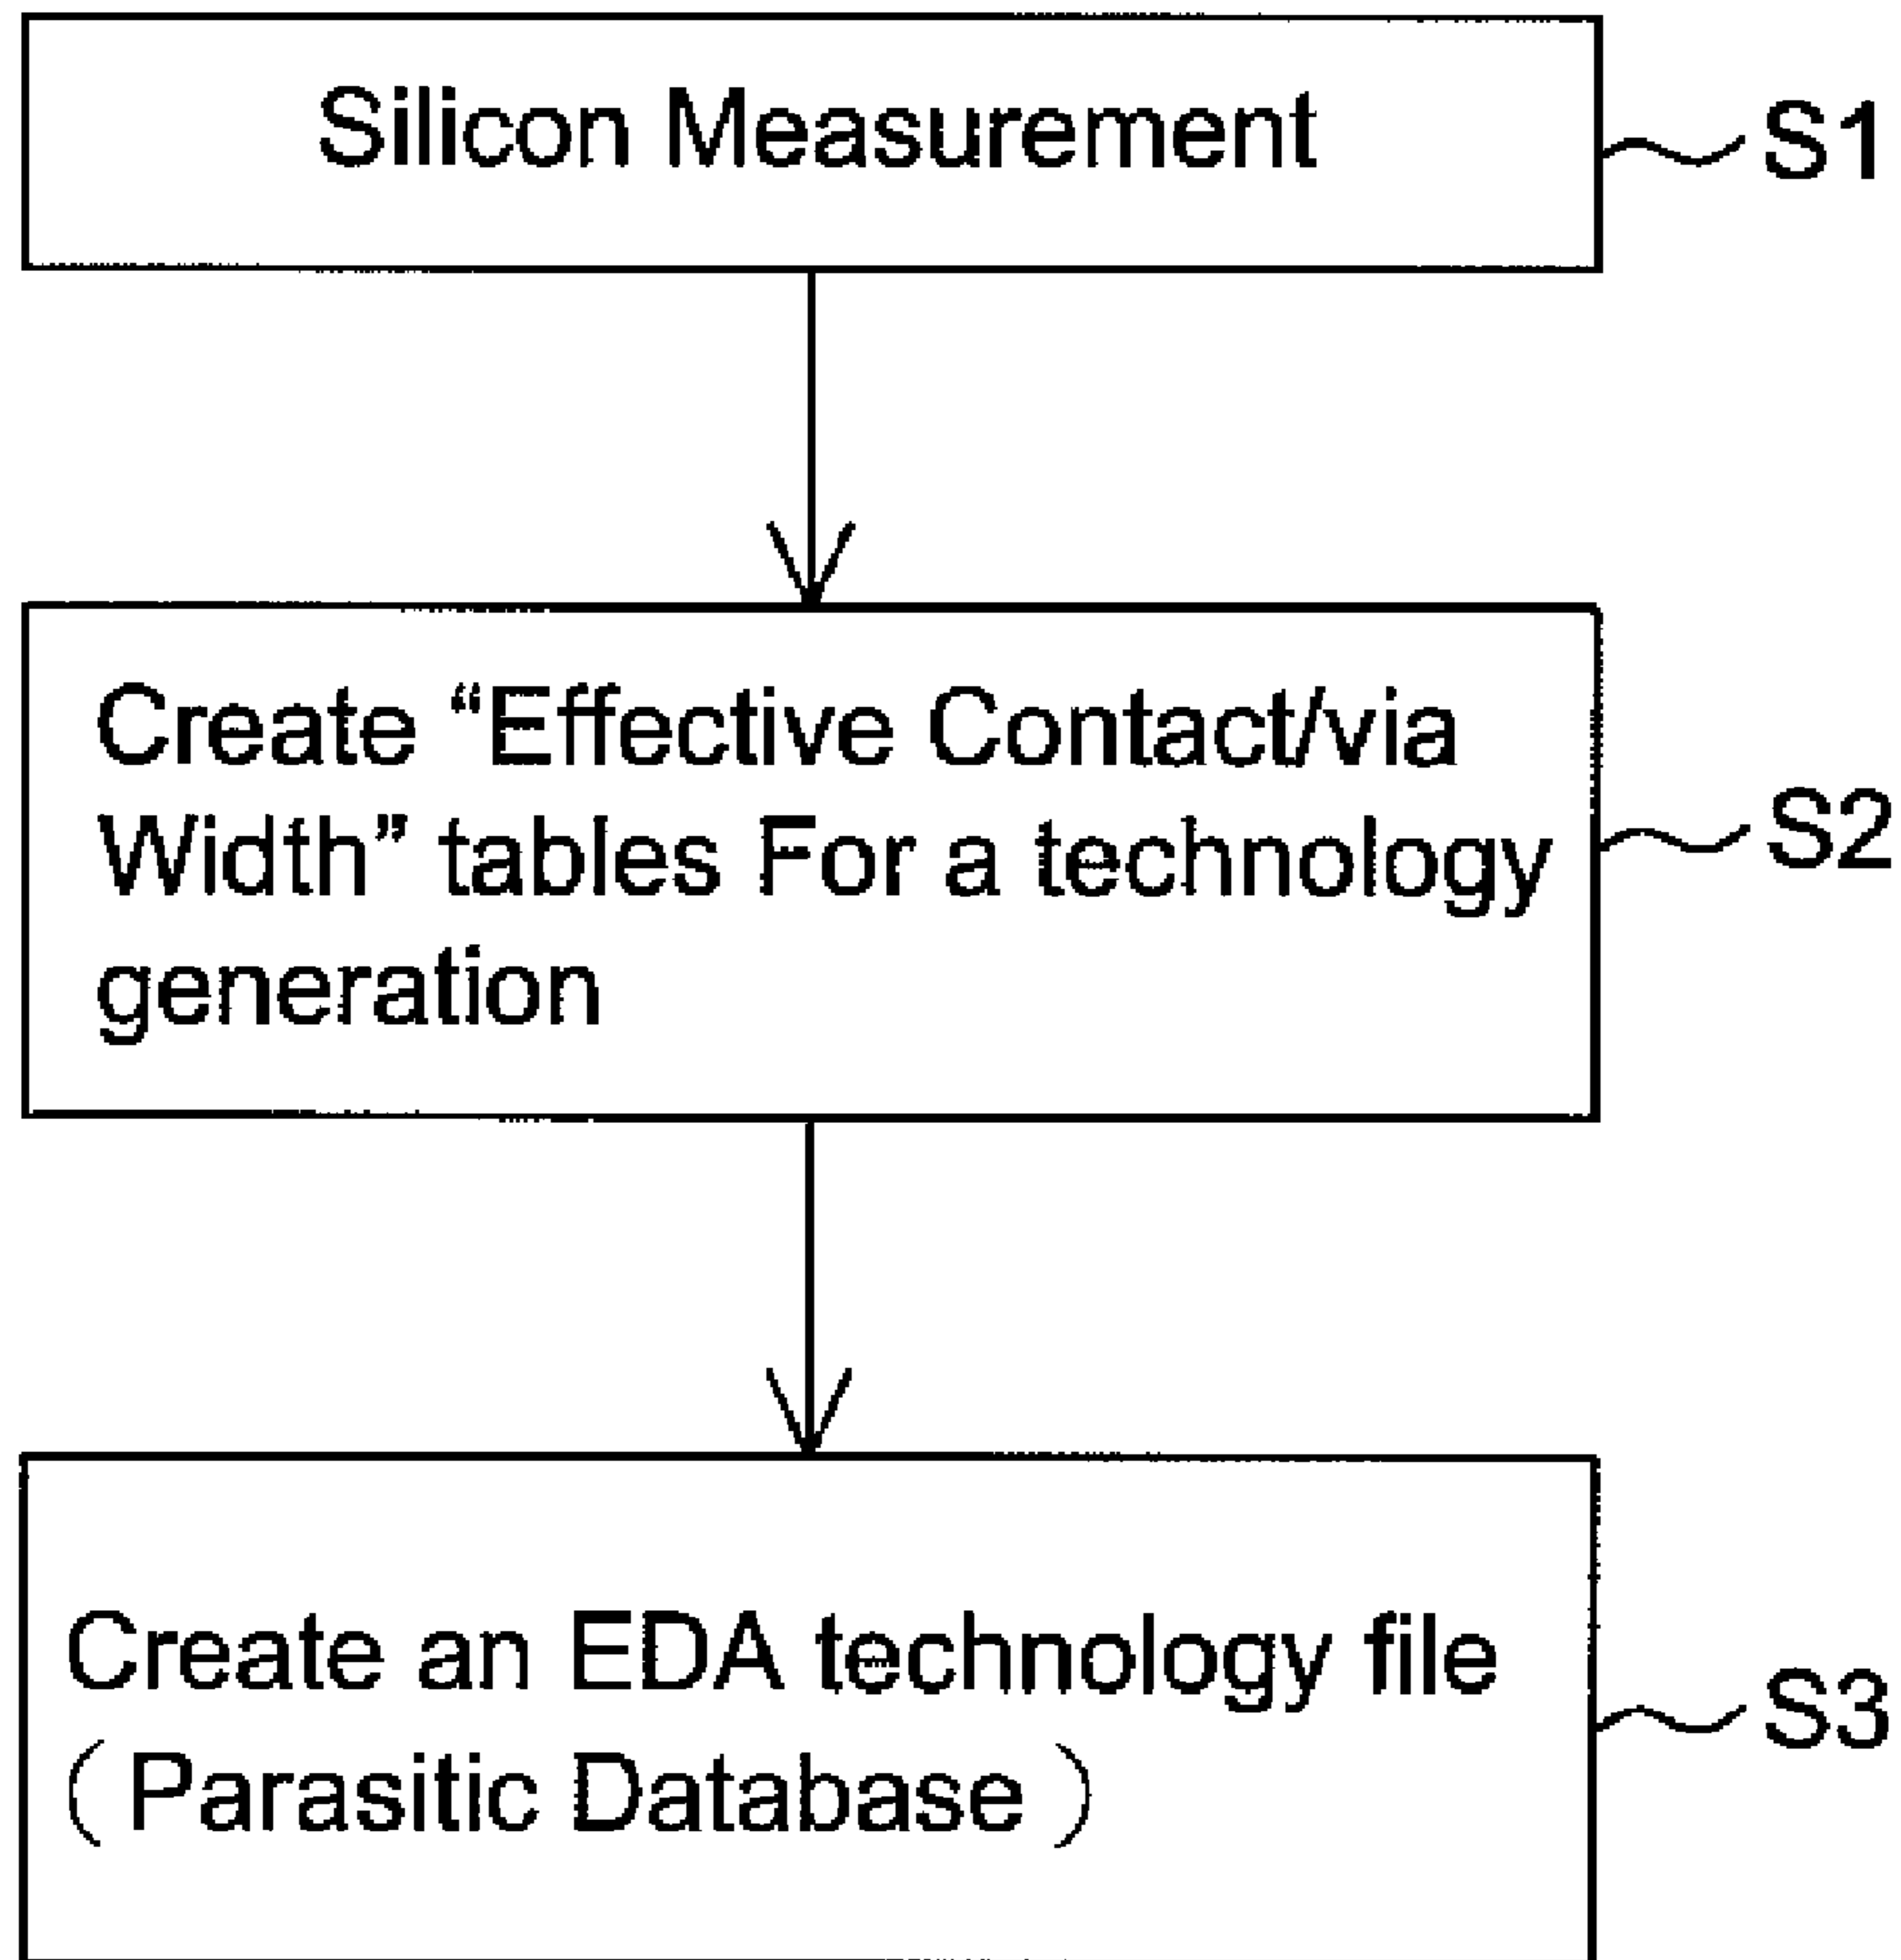 Silicon Measurement
S1
Create “Effective Contact/via
Width” tables For a technology
generation
S2
Create an EDA technology file
(Parasitic Database)
S3